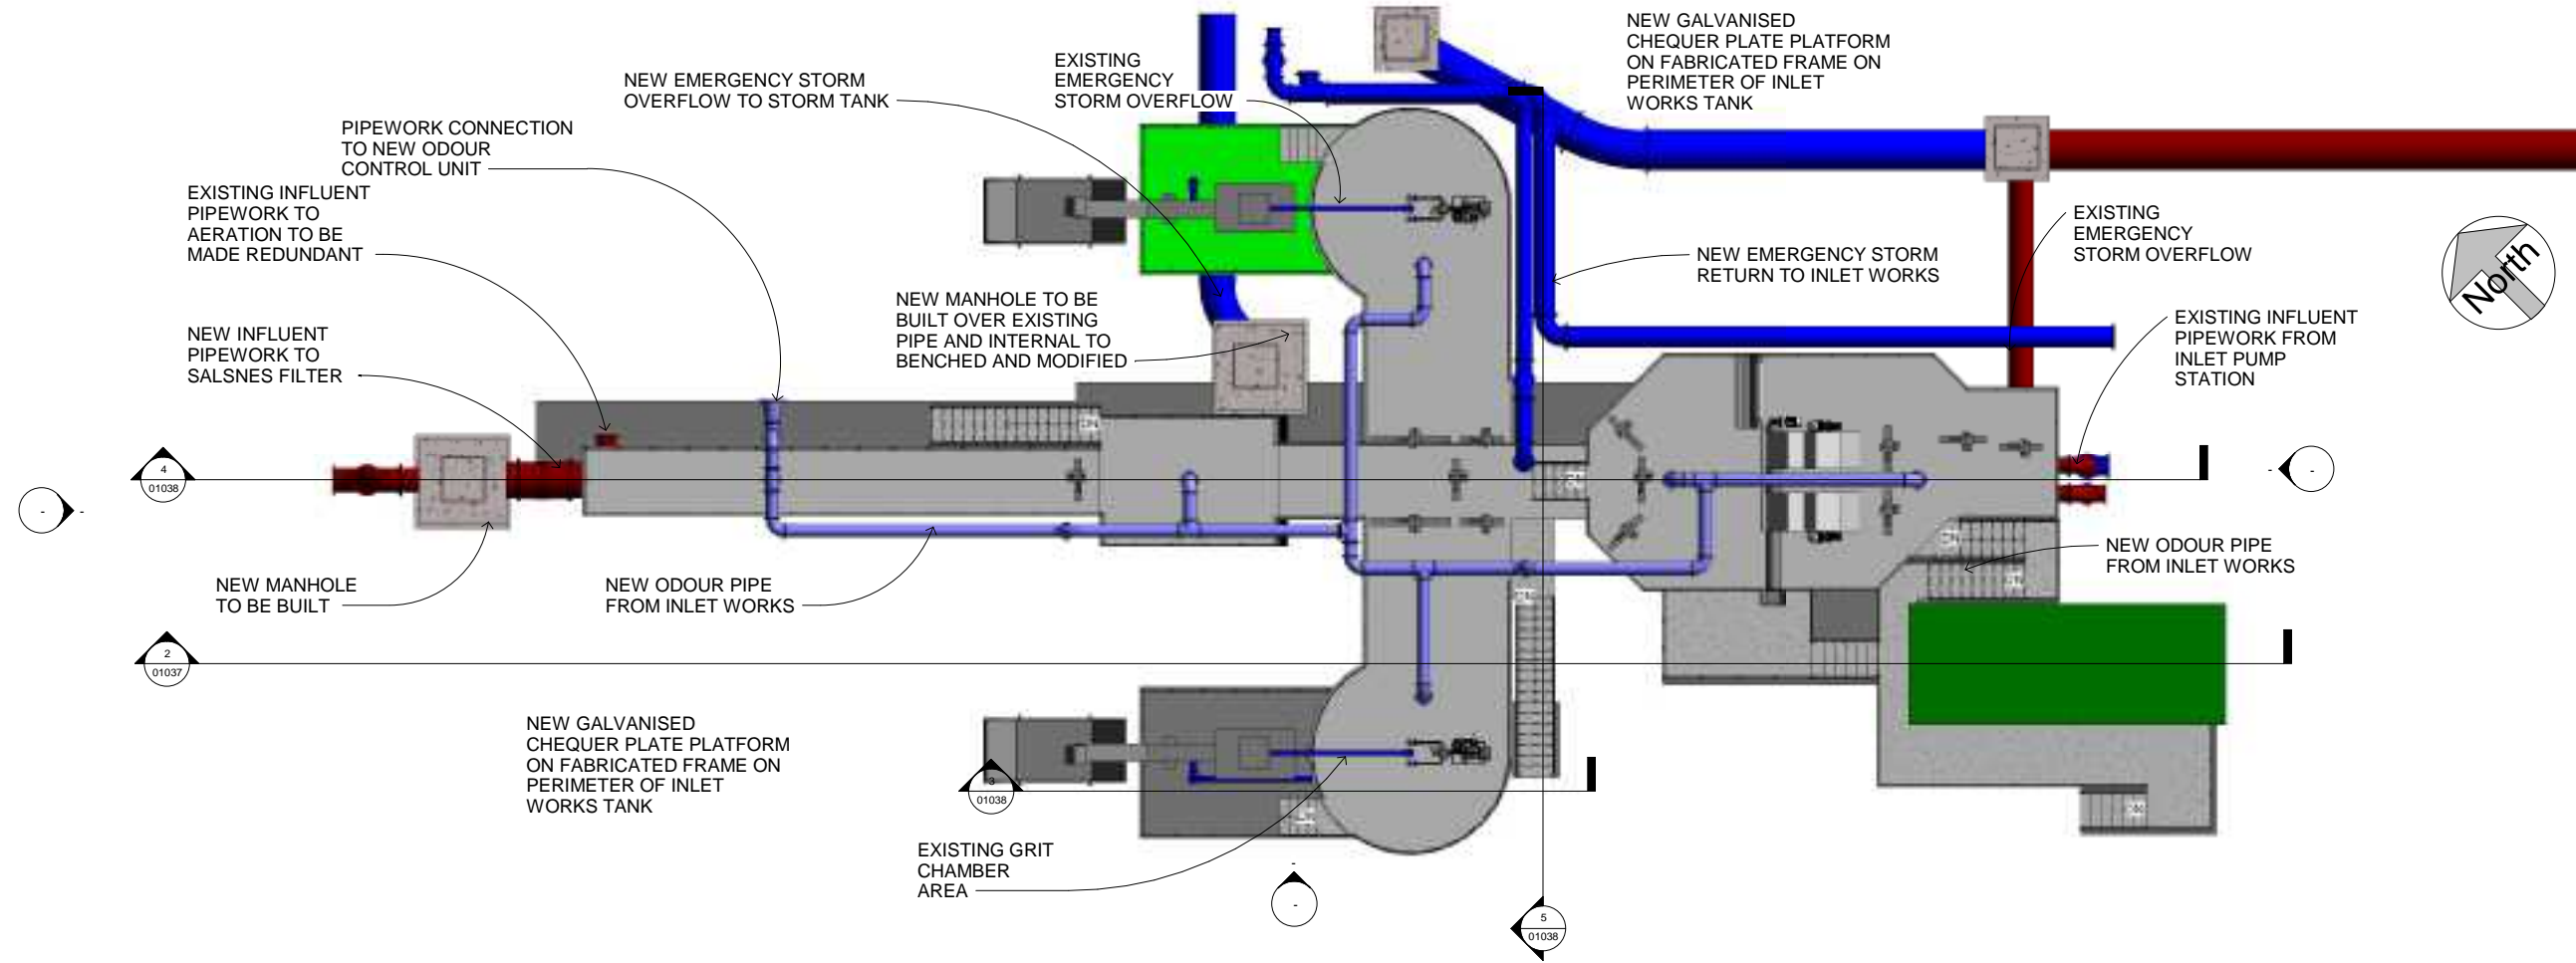 NEW GALVANISED
CHEQUER PLATE PLATFORM
ON FABRICATED FRAME ON
PERIMETER OF INLET
WORKS TANK
EXISTING
EMERGENCY
STORM OVERFLOW
NEW EMERGENCY STORM
OVERFLOW TO STORM TANK
PIPEWORK CONNECTION
TO NEW ODOUR
CONTROL UNIT
EXISTING INFLUENT
PIPEWORK TO
AERATION TO BE
MADE REDUNDANT
NEW INFLUENT
PIPEWORK TO
SALSNES FILTER
NEW MANHOLE TO BE
BUILT OVER EXISTING
PIPE AND INTERNAL TO
BENCHED AND MODIFIED
NEW EMERGENCY STORM
RETURN TO INLET WORKS
EXISTING
EMERGENCY
STORM OVERFLOW
North
EXISTING INFLUENT
PIPEWORK FROM
INLET PUMP
STATION
4
01038
- -
- -
NEW MANHOLE
TO BE BUILT
NEW ODOUR PIPE
FROM INLET WORKS
NEW ODOUR PIPE
FROM INLET WORKS
2
01037
NEW GALVANISED
CHEQUER PLATE PLATFORM
ON FABRICATED FRAME ON
PERIMETER OF INLET
WORKS TANK
3
01038
EXISTING GRIT
CHAMBER
AREA
-
-
5
01038